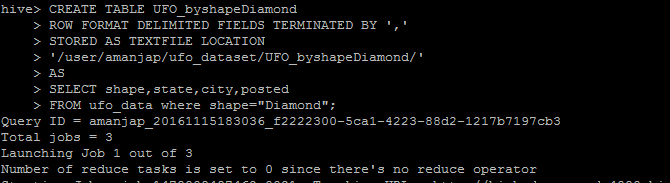 hive> CREATE TABLE UFO_byshapeDiamond
> ROW FORMAT DELIMITED FIELDS TERMINATED BY ','
> STORED AS TEXTFILE LOCATION
> '/user/amanjap/ufo_dataset/UFO_byshapeDiamond/'
> AS
> SELECT shape,state,city,posted
> FROM ufo_data where shape="Diamond";
Query ID = amanjap_20161115183036_f2222300-5ca1-4223-88d2-1217b7197cb3
Total jobs = 3
Launching Job 1 out of 3
Number of reduce tasks is set to 0 since there's no reduce operator